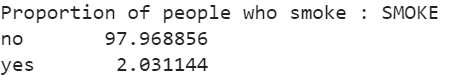 Proportion of people who smoke : SMOKE
no 97.968856
yes 2.031144